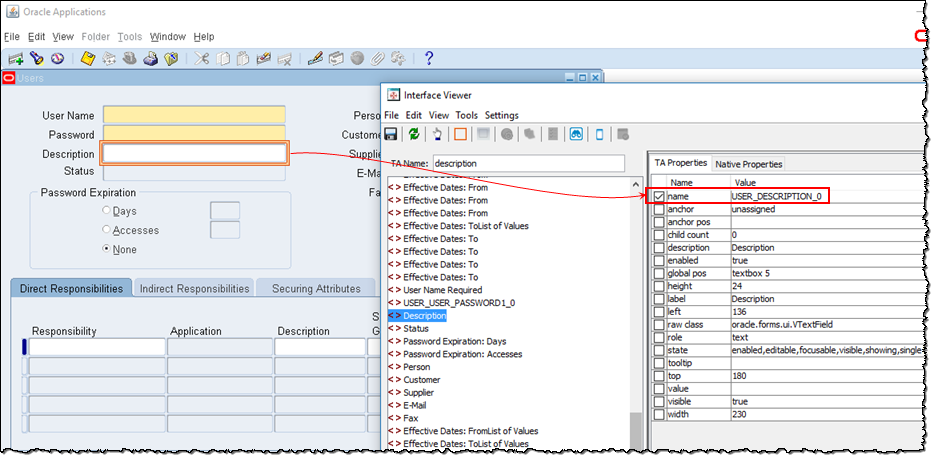 Oracle Applications
File Edit View Folder Tools Window Help
Users
User Name
Password
Description
Status
Password Expiration
Days
Accesses
None
Person
Customer
Supplie
E-Mail
Fa
Direct Responsibilities Indirect Responsibilities Securing Attributes
Responsibility Application Description
S
G
Interface Viewer
File Edit View Tools Settings
TA Name: description
Effective Dates: From
Effective Dates: From
Effective Dates: From
Effective Dates: From
Effective Dates: ToList of Values
Effective Dates: To
Effective Dates: To
Effective Dates: To
Effective Dates: To
User Name Required
USER_USER_PASSWORD1_0
Description
Status
Password Expiration: Days
Password Expiration: Accesses
Person
Customer
Supplier
E-Mail
Fax
Effective Dates: FromList of Values
Effective Dates: ToList of Values
TA Properties Native Properties
Name Value
name USER_DESCRIPTION_0
anchor unassigned
anchor pos
child count 0
description Description
enabled true
global pos textbox 5
height 24
label Description
left 136
raw class oracle.forms.ui.VTextField
role text
state enabled,editable,focusable,visible,showing,single-
tooltip
top 180
value
visible true
width 230